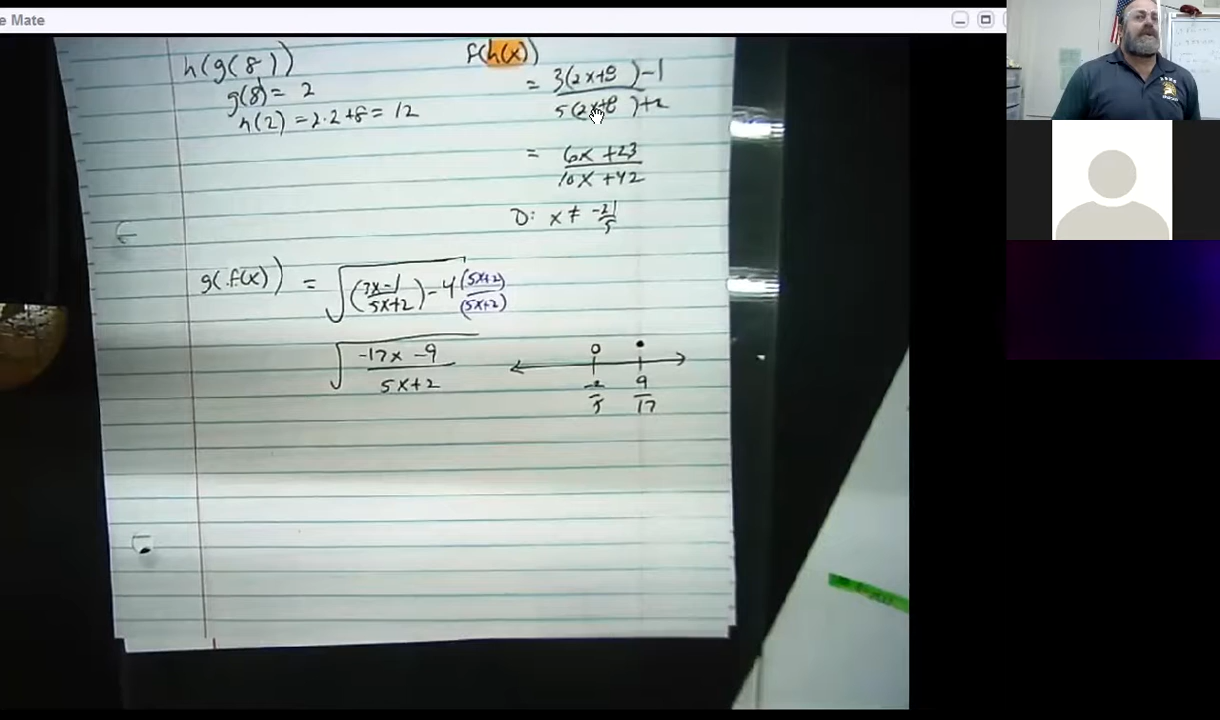 e Mate
h(g(8))
g(8) = 2
h(2) = 2·2+8 = 12
f(h(x))
= 3(2x+8 )-1
5(2x+8 )+2
= 6x +23
10x +42
D: x ≠ -21
5
g(f(x)) = √(3x-1)-4(5x+2)
5x+2 (5x+2)
√-17x -9
5x+2
-2 9
5 17